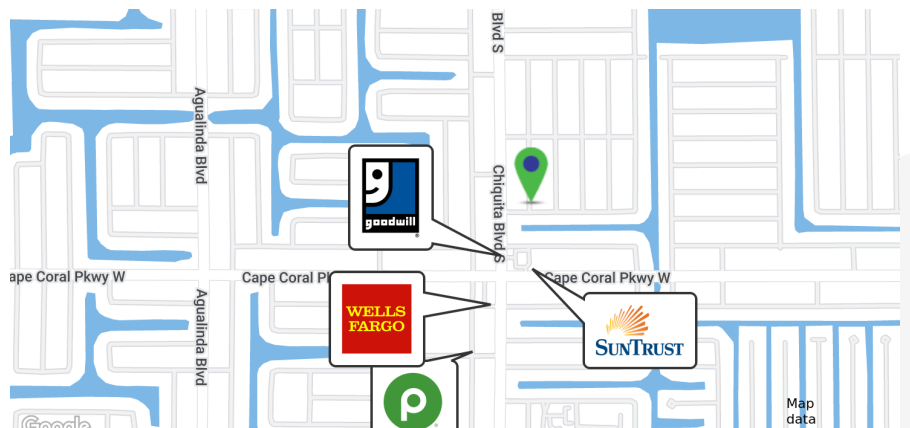 Blvd S
Agualinda Blvd
Chiquita Blvd S
goodwill
ape Coral Pkwy W
Cape Coral Pk
Cape Coral Pkwy W
Agualinda Blvd
WELLS
FARGO
SUNTRUST
p
Map
data
Google